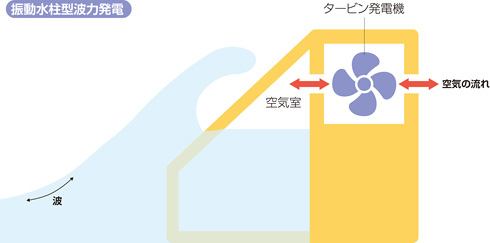 振動水柱型波力発電
タービン発電機
空気室
空気の流れ
波